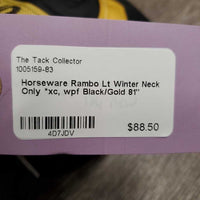 The Tack Collector
1005159-83
Horseware Rambo Lt Winter Neck
Only *xc, wpf Black/Gold 81"
4D7JDV
$88.50